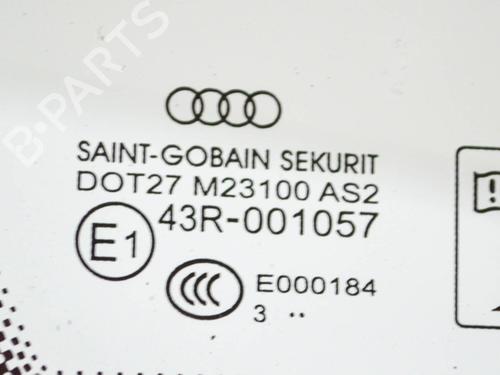 B-PARTS
SAINT-GOBAIN SEKURIT
DOT27 M23100 AS2
43R-001057
E1
CCC
E000184
3 ··